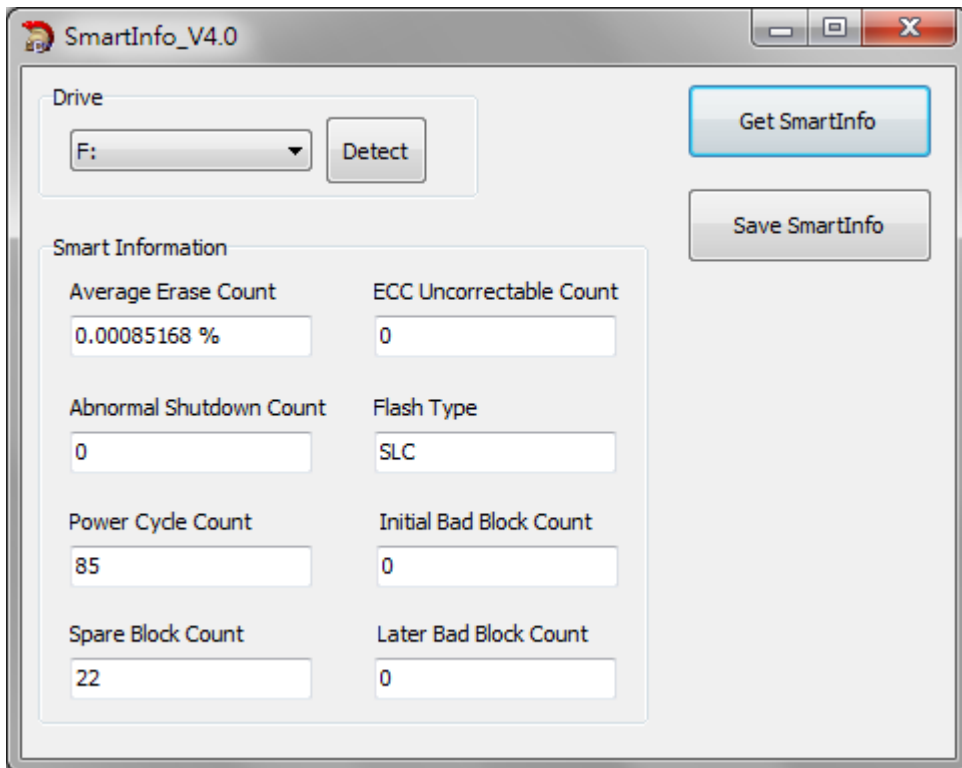 SmartInfo_V4.0
Drive
F:
Detect
Get SmartInfo
Save SmartInfo
Smart Information
Average Erase Count
ECC Uncorrectable Count
0.00085168 %
0
Abnormal Shutdown Count
Flash Type
0
SLC
Power Cycle Count
Initial Bad Block Count
85
0
Spare Block Count
Later Bad Block Count
22
0